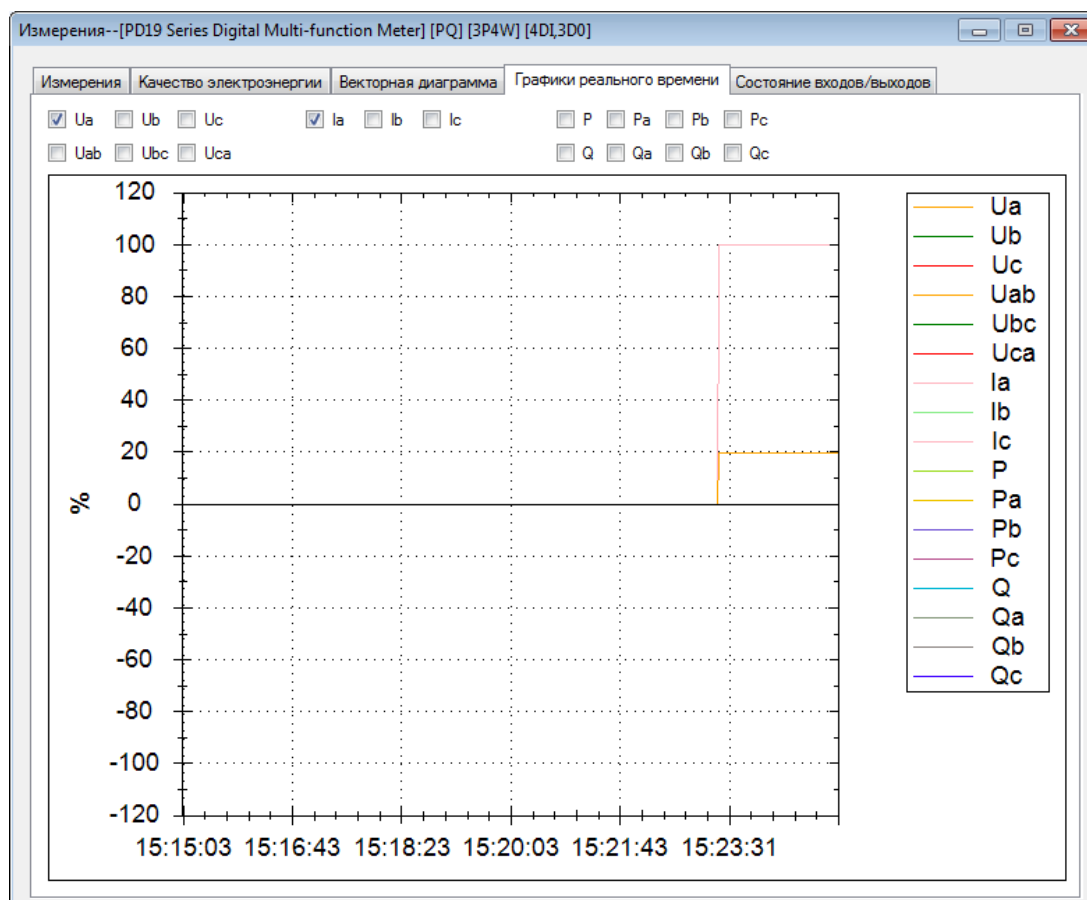 Измерения--[PD19 Series Digital Multi-function Meter] [PQ] [3P4W] [4DI,3DO]
Измерения Качество электроэнергии Векторная диаграмма Графики реального времени Состояние входов/выходов
Ua Ub Uc Ia Ib Ic P Pa Pb Pc
Uab Ubc Uca Q Qa Qb Qc
120
100
80
60
40
20
0
-20
-40
-60
-80
-100
-120
%
15:15:03 15:16:43 15:18:23 15:20:03 15:21:43 15:23:31
Ua
Ub
Uc
Uab
Ubc
Uca
Ia
Ib
Ic
P
Pa
Pb
Pc
Q
Qa
Qb
Qc